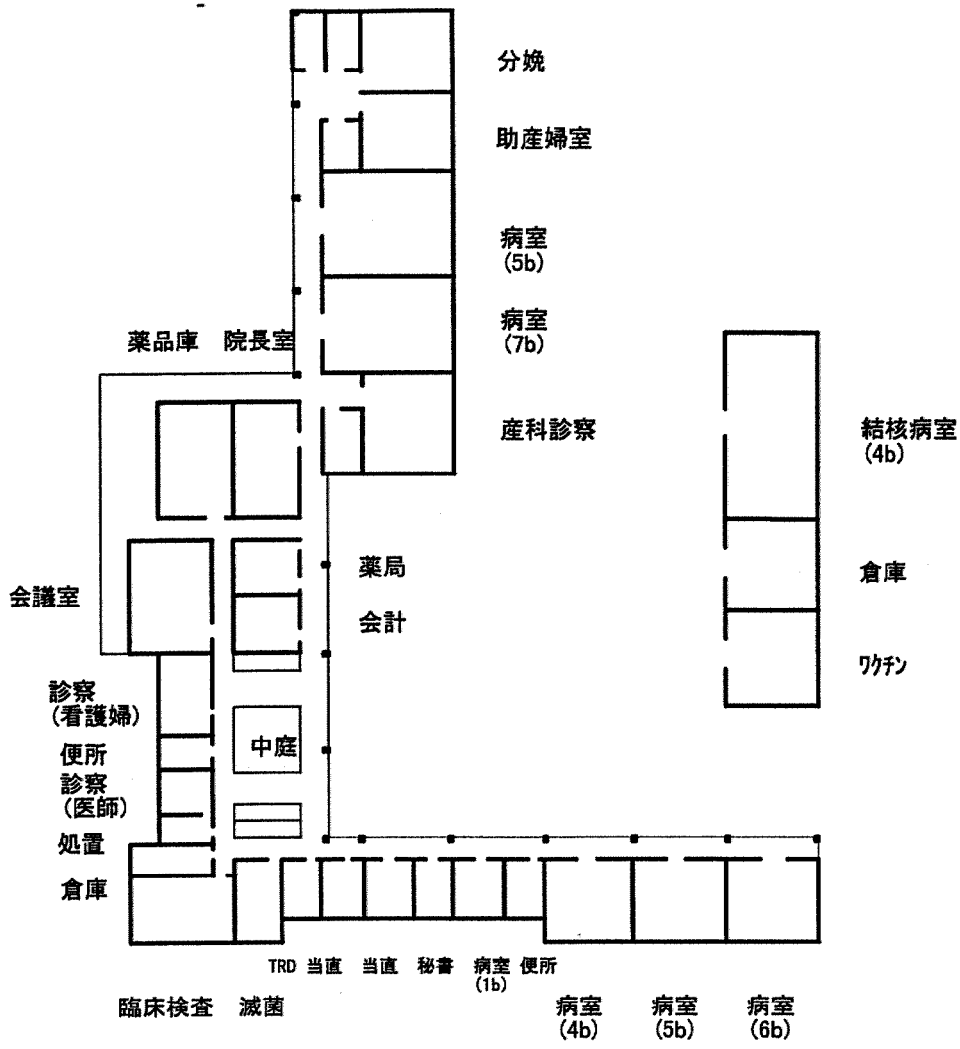 分娩
助産婦室
病室
(5b)
病室
(7b)
薬品庫
院長室
産科診察
結核病室
(4b)
薬局
倉庫
会議室
会計
ワクチン
診察
(看護婦)
中庭
便所
診察
(医師)
処置
倉庫
TRD
当直
当直
秘書
病室
(1b)
便所
臨床検査
滅菌
病室
(4b)
病室
(5b)
病室
(6b)